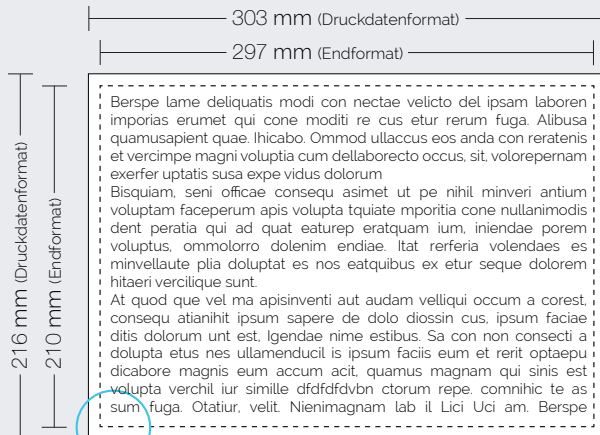 303 mm (Druckdatenformat)
297 mm (Endformat)
216 mm (Druckdatenformat)
210 mm (Endformat)
Berspe lame deliquatis modi con nectae velicto del ipsam laboren
imporias erumet qui cone moditi re cus etur rerum fuga. Alibusa
quamusapient quae. Ihicabo. Ommod ullaccus eos anda con reratenis
et vercimpe magni voluptia cum dellaborecto occus, sit, volorepernam
exerfer uptatis susa expe vidus dolorum
Bisquiam, seni officae consequ asimet ut pe nihil minveri antium
voluptam faceperum apis volupta tquiate mporitia cone nullanimodis
dent peratia qui ad quat eaturep eratquam ium, iniendae porem
voluptus, ommolorro dolenim endiae. Itat rerferia volendaes es
minvellaute plia doluptat es nos eatquibus ex etur seque dolorem
hitaeri vercilique sunt.
At quod que vel ma apisinventi aut audam velliqui occum a corest,
consequ atianihit ipsum sapere de dolo diossin cus, ipsum faciae
ditis dolorum unt est, Igendae nime estibus. Sa con non consecti a
dolupta etus nes ullamenducil is ipsum faciis eum et rerit optaepu
dicabore magnis eum accum acit, quamus magnam qui sinis est
volupta verchil iur simille dfdfdfdvbn ctorum repe. comnihic te as
sum fuga. Otatiur, velit. Nienimagnam lab il Lici Uci am. Berspe